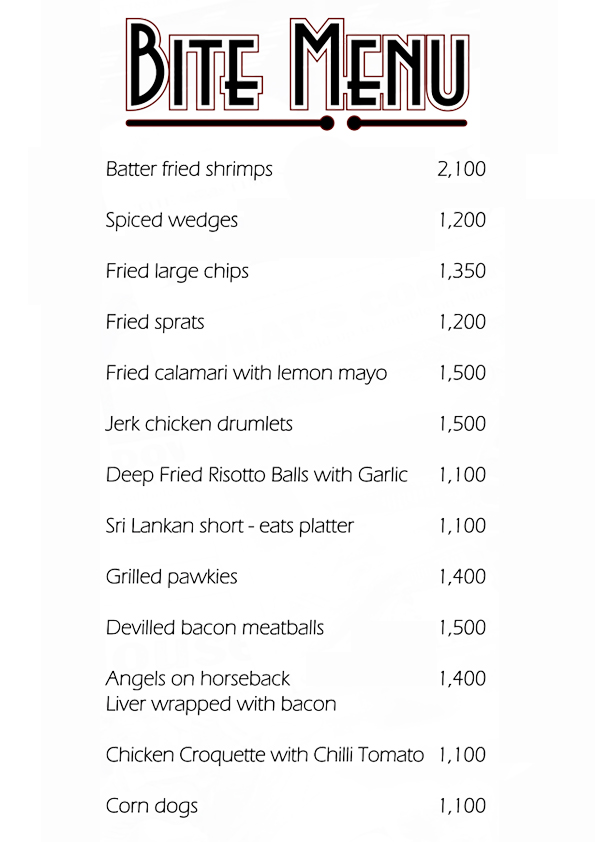 BITE MENU
Batter fried shrimps 2,100
Spiced wedges 1,200
Fried large chips 1,350
Fried sprats 1,200
Fried calamari with lemon mayo 1,500
Jerk chicken drumlets 1,500
Deep Fried Risotto Balls with Garlic 1,100
Sri Lankan short - eats platter 1,100
Grilled pawkies 1,400
Devilled bacon meatballs 1,500
Angels on horseback 1,400
Liver wrapped with bacon
Chicken Croquette with Chilli Tomato 1,100
Corn dogs 1,100